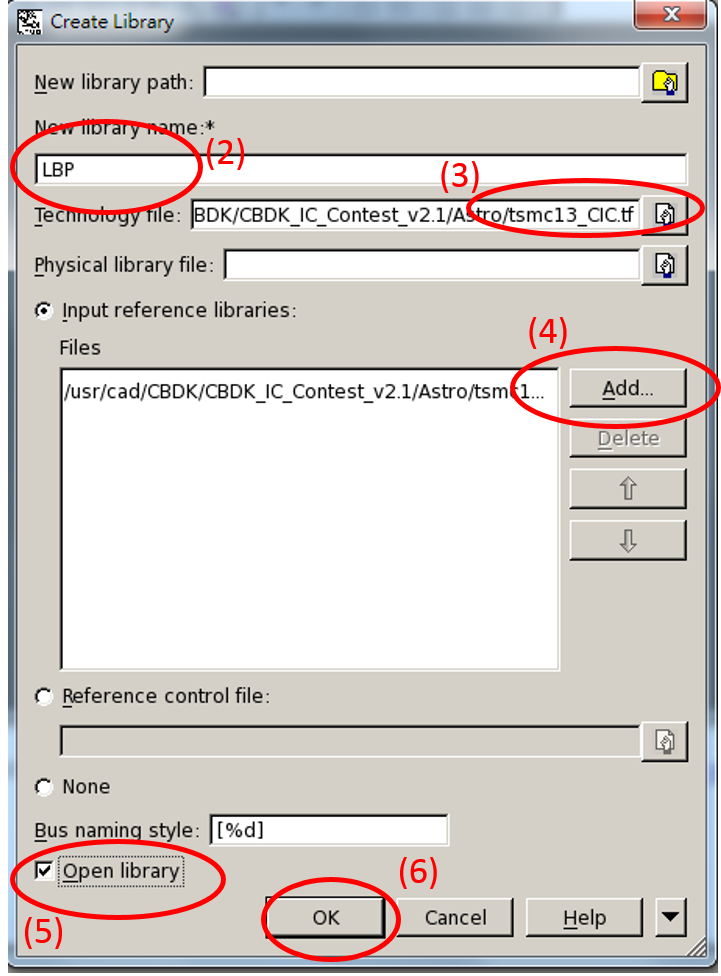 Create Library
New library path:
New library name:*
(2)
LBP
(3)
Technology file: BDK/CBDK_IC_Contest_v2.1/Astro/tsmc13_CIC.tf
Physical library file:
Input reference libraries:
(4)
Files
/usr/cad/CBDK/CBDK_IC_Contest_v2.1/Astro/tsmc1...
Add...
Delete
Reference control file:
None
Bus naming style: [%d]
Open library
(6)
(5)
OK Cancel Help